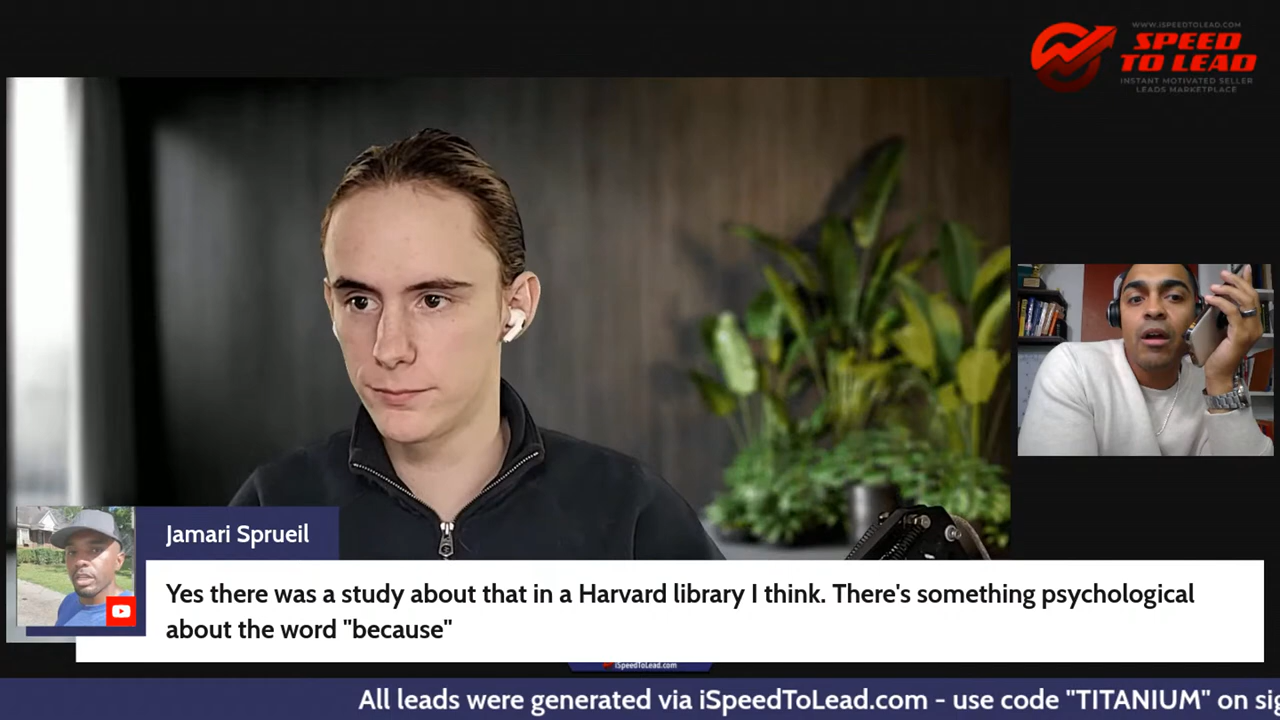 WWW.ISPEEDTOLEAD.COM
SPEED
TO LEAD
INSTANT MOTIVATED SELLER
LEADS MARKETPLACE
Jamari Sprueil
Yes there was a study about that in a Harvard library I think. There's something psychological
about the word "because"
iSpeedToLead.com
All leads were generated via iSpeedToLead.com - use code "TITANIUM" on sig